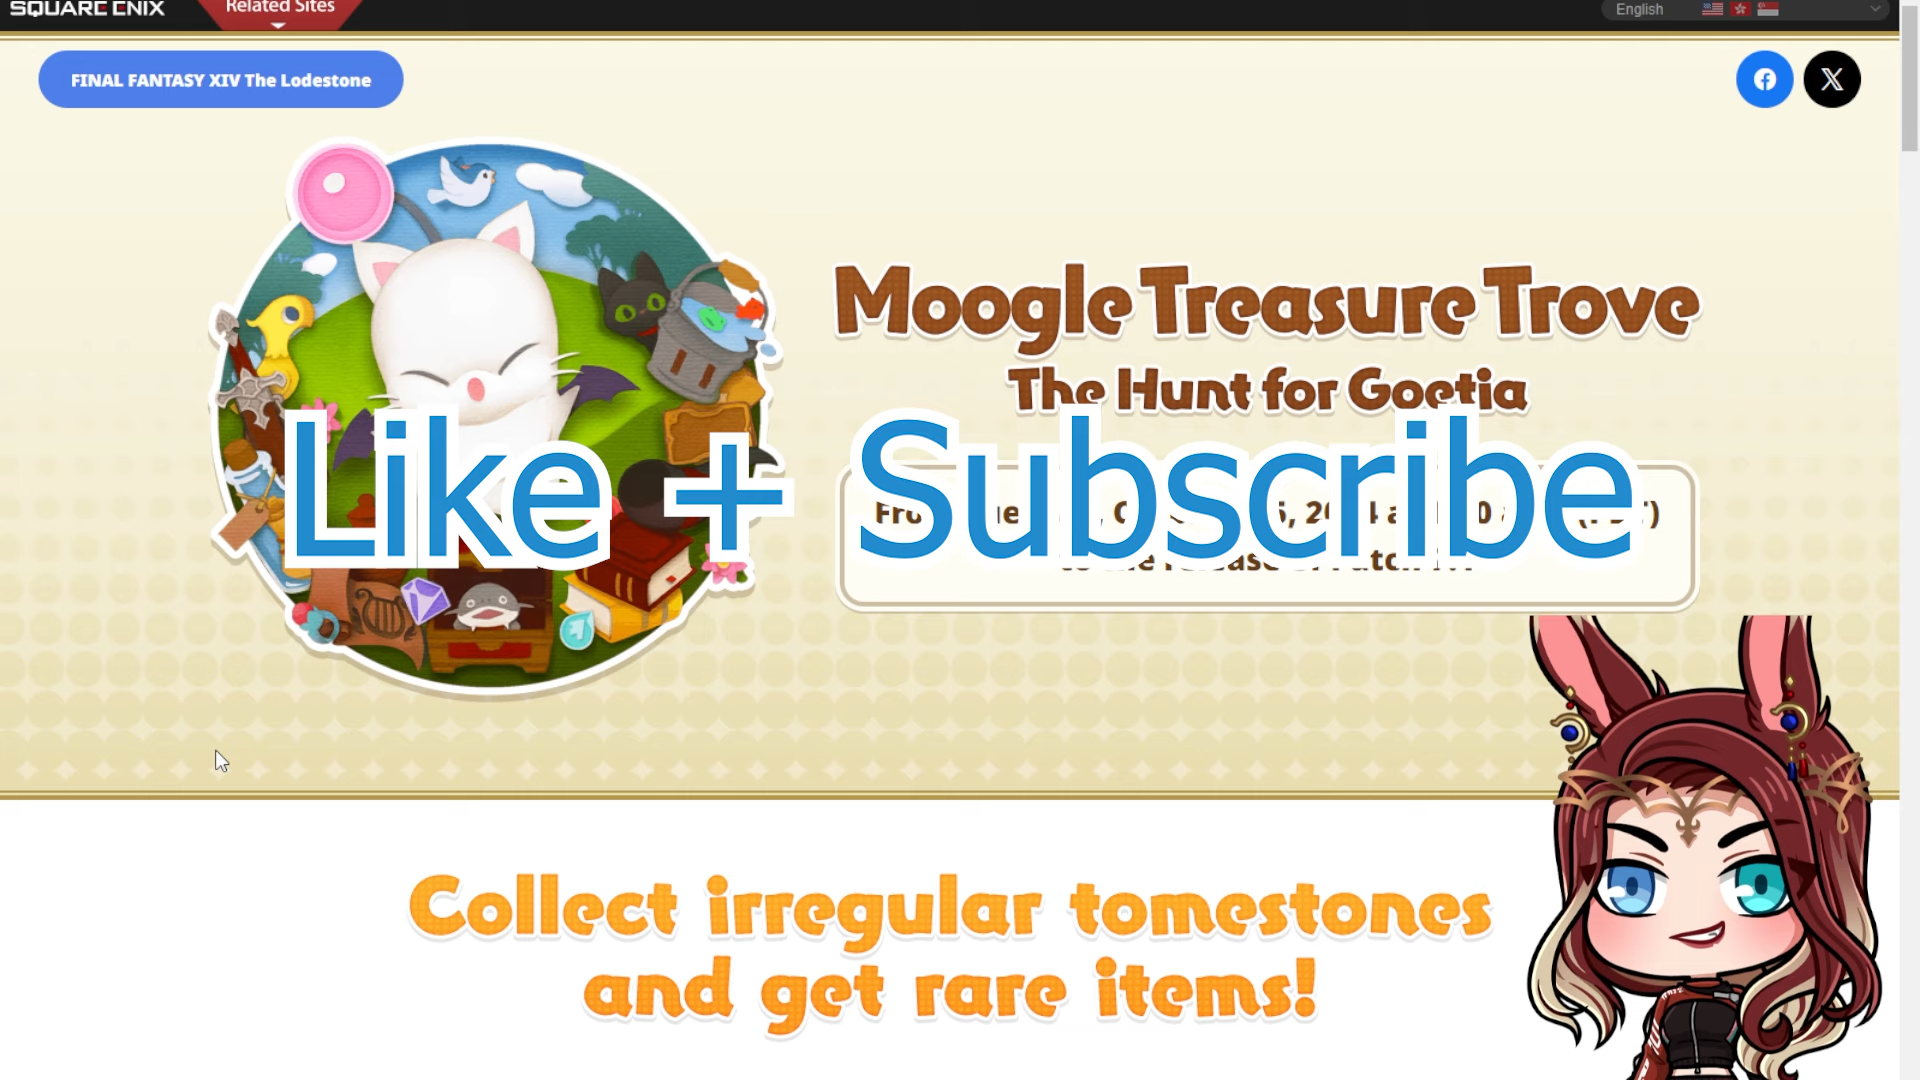 SQUARE ENIX
Related Sites
English
FINAL FANTASY XIV The Lodestone
Moogle Treasure Trove
The Hunt for Goetia
Like + Subscribe
Collect irregular tomestones
and get rare items!